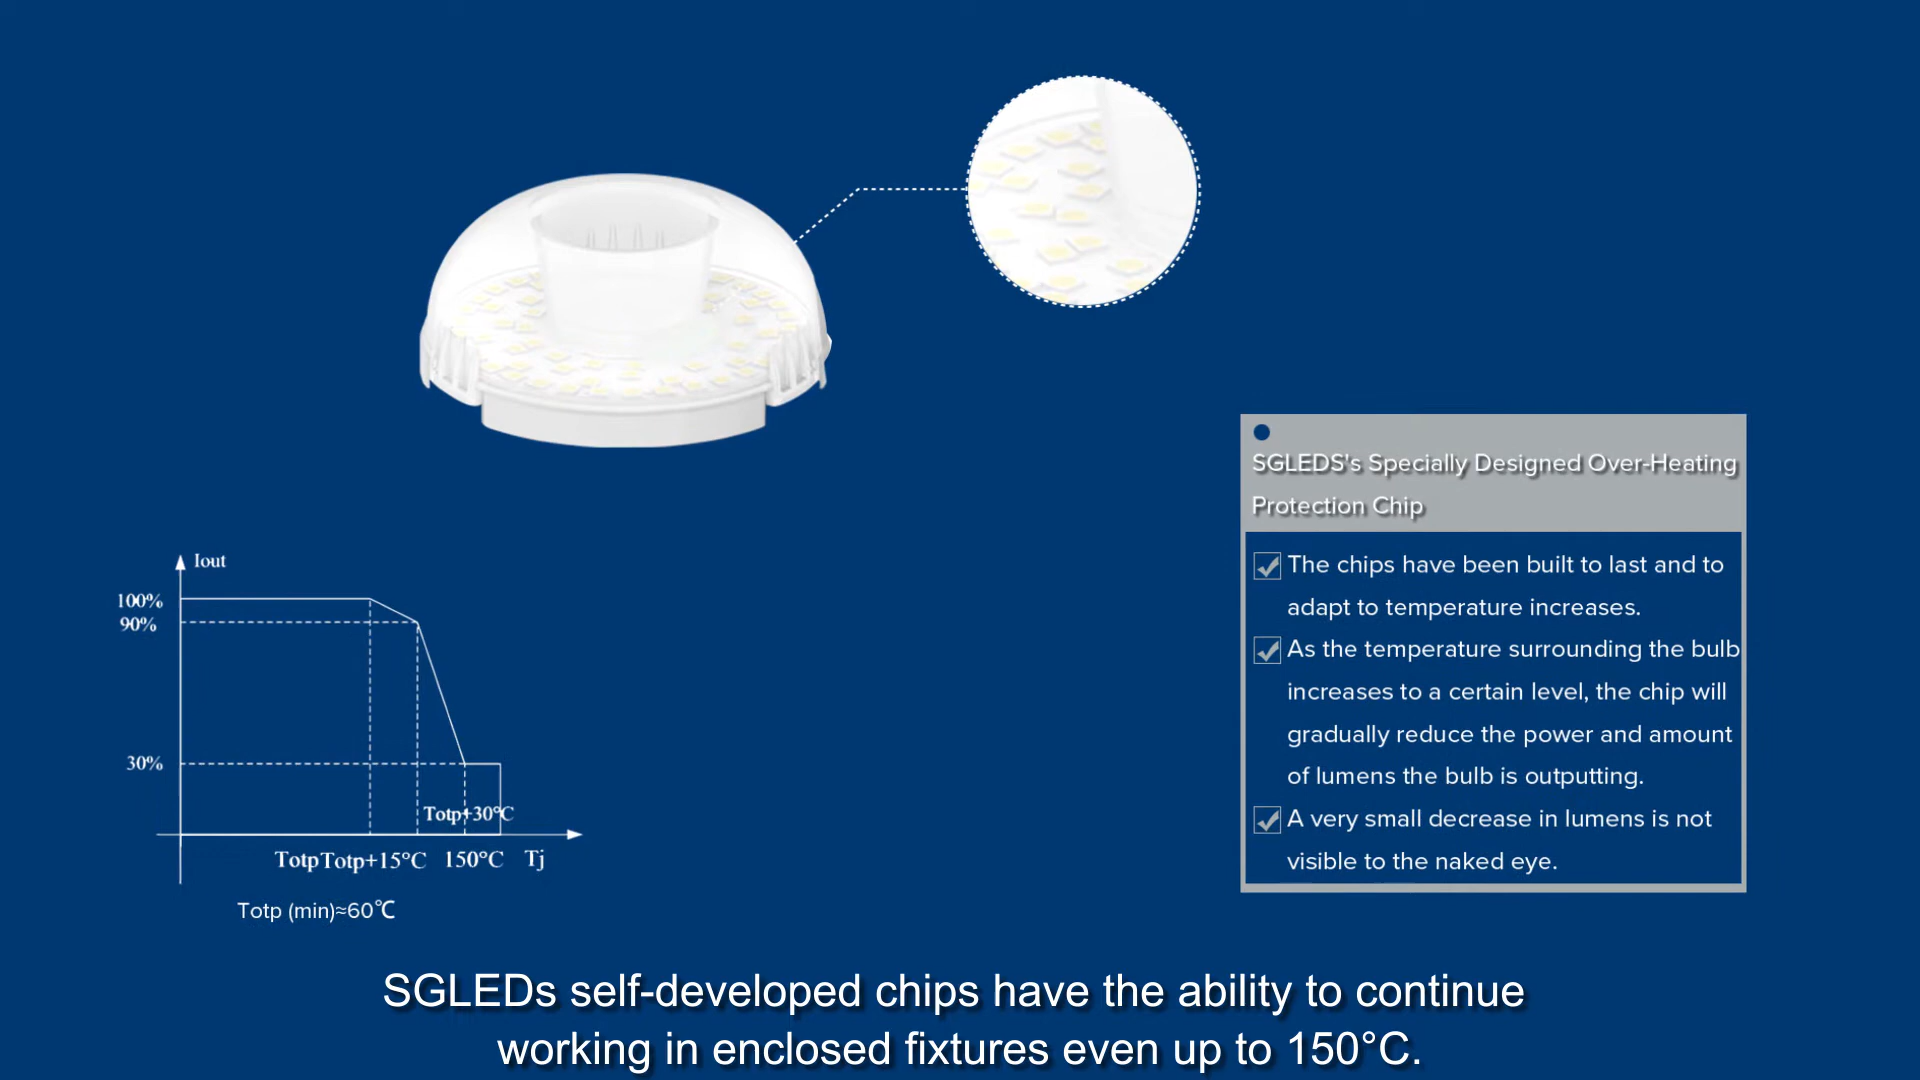 SGLEDS's Specially Designed Over-Heating
Protection Chip
The chips have been built to last and to
adapt to temperature increases.
As the temperature surrounding the bulb
increases to a certain level, the chip will
gradually reduce the power and amount
of lumens the bulb is outputting.
A very small decrease in lumens is not
visible to the naked eye.
Iout
100%
90%
30%
Totp+30°C
Totp Totp+15°C 150°C Tj
Totp (min)≈60℃
SGLEDs self-developed chips have the ability to continue
working in enclosed fixtures even up to 150°C.